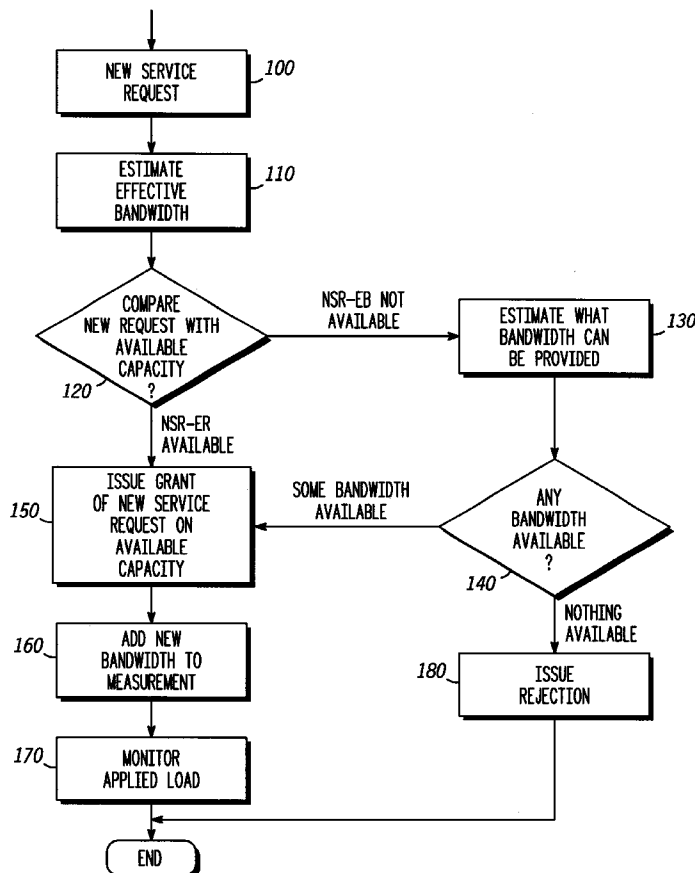 NEW SERVICE
REQUEST
100
ESTIMATE
EFFECTIVE
BANDWIDTH
110
COMPARE
NEW REQUEST WITH
AVAILABLE
CAPACITY
?
120
NSR-EB NOT
AVAILABLE
ESTIMATE WHAT
BANDWIDTH CAN
BE PROVIDED
130
NSR-ER
AVAILABLE
ISSUE GRANT
OF NEW SERVICE
REQUEST ON
AVAILABLE
CAPACITY
150
SOME BANDWIDTH
AVAILABLE
ANY
BANDWIDTH
AVAILABLE
?
140
NOTHING
AVAILABLE
ADD NEW
BANDWIDTH TO
MEASUREMENT
160
ISSUE
REJECTION
180
MONITOR
APPLIED LOAD
170
END